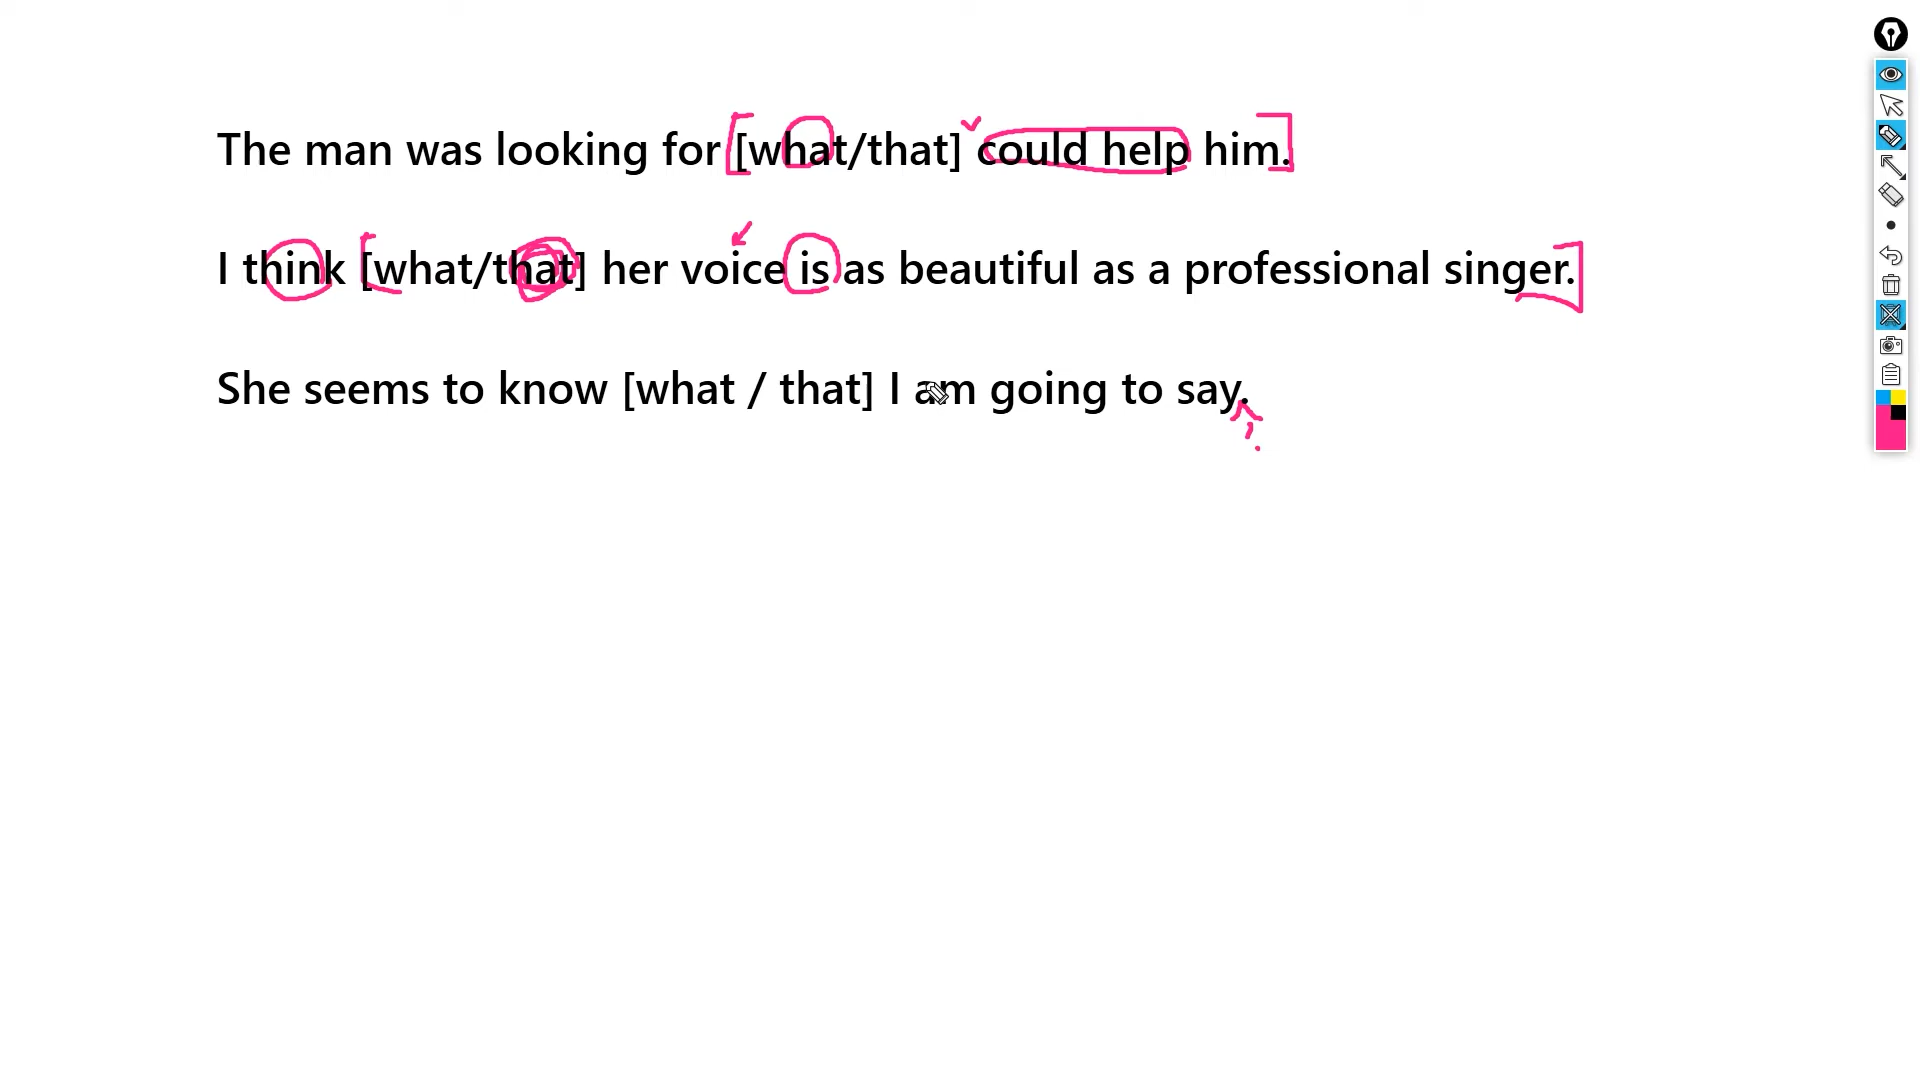 The man was looking for [what/that] could help him.
I think [what/that] her voice is as beautiful as a professional singer.
She seems to know [what / that] I am going to say.
?